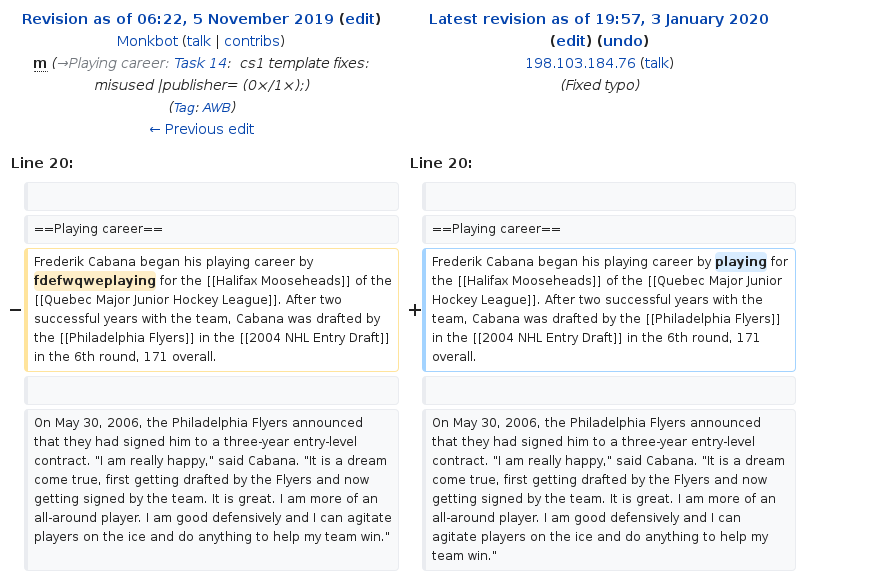 Revision as of 06:22, 5 November 2019 (edit)
Monkbot (talk | contribs)
m (→Playing career: Task 14: cs1 template fixes:
misused |publisher= (0×/1×);)
(Tag: AWB)
← Previous edit
Latest revision as of 19:57, 3 January 2020
(edit) (undo)
198.103.184.76 (talk)
(Fixed typo)
Line 20:
Line 20:
==Playing career==
==Playing career==
−
Frederik Cabana began his playing career by
fdefwqweplaying for the [[Halifax Mooseheads]] of the
[[Quebec Major Junior Hockey League]]. After two
successful years with the team, Cabana was drafted by
the [[Philadelphia Flyers]] in the [[2004 NHL Entry Draft]]
in the 6th round, 171 overall.
+
Frederik Cabana began his playing career by playing for
the [[Halifax Mooseheads]] of the [[Quebec Major Junior
Hockey League]]. After two successful years with the
team, Cabana was drafted by the [[Philadelphia Flyers]]
in the [[2004 NHL Entry Draft]] in the 6th round, 171
overall.
On May 30, 2006, the Philadelphia Flyers announced
that they had signed him to a three-year entry-level
contract. "I am really happy," said Cabana. "It is a dream
come true, first getting drafted by the Flyers and now
getting signed by the team. It is great. I am more of an
all-around player. I am good defensively and I can agitate
players on the ice and do anything to help my team win."
On May 30, 2006, the Philadelphia Flyers announced
that they had signed him to a three-year entry-level
contract. "I am really happy," said Cabana. "It is a dream
come true, first getting drafted by the Flyers and now
getting signed by the team. It is great. I am more of an
all-around player. I am good defensively and I can
agitate players on the ice and do anything to help my
team win."